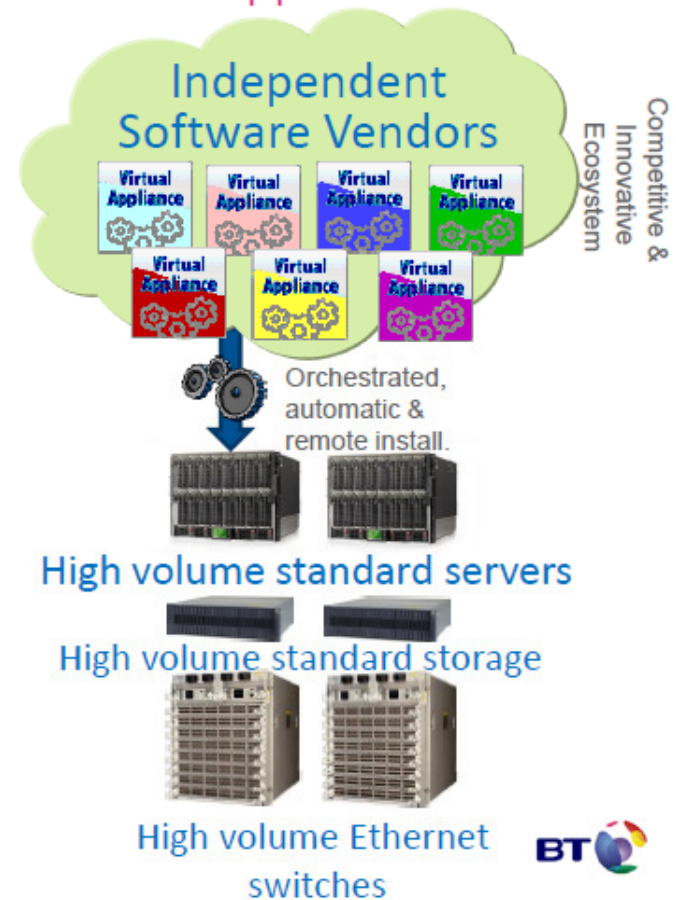 Independent
Software Vendors
Competitive &
Innovative
Ecosystem
Virtual
Appliance
Virtual
Appliance
Virtual
Appliance
Virtual
Appliance
Virtual
Appliance
Virtual
Appliance
Virtual
Appliance
Orchestrated,
automatic &
remote install.
High volume standard servers
High volume standard storage
High volume Ethernet
switches
BT